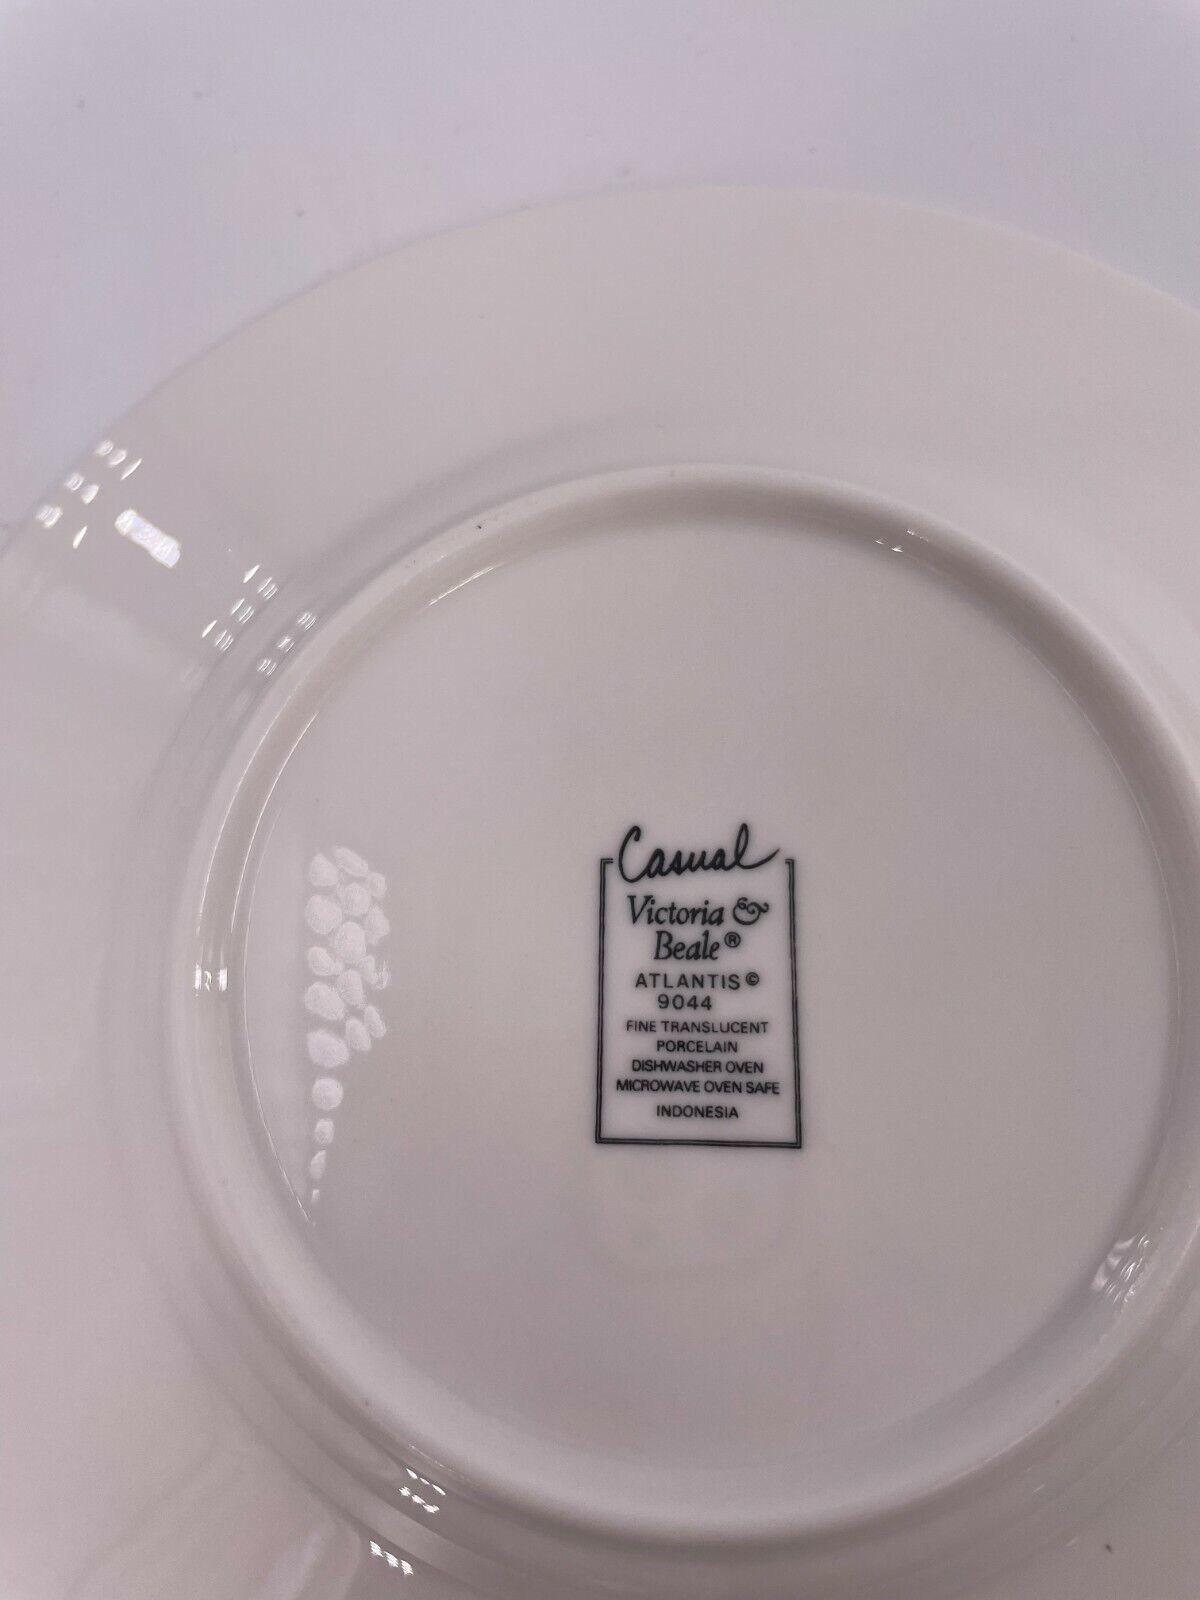 Casual
Victoria &
Beale®
ATLANTIS ©
9044
FINE TRANSLUCENT
PORCELAIN
DISHWASHER OVEN
MICROWAVE OVEN SAFE
INDONESIA